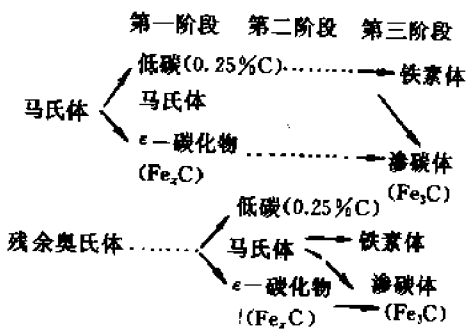 第一阶段 第二阶段 第三阶段
低碳(0.25%C) 铁素体
马氏体 马氏体
ε－碳化物 渗碳体
(FeₓC) (Fe₃C)
低碳(0.25%C)
残余奥氏体 马氏体 铁素体
ε－碳化物 渗碳体
(FeₓC) (Fe₃C)